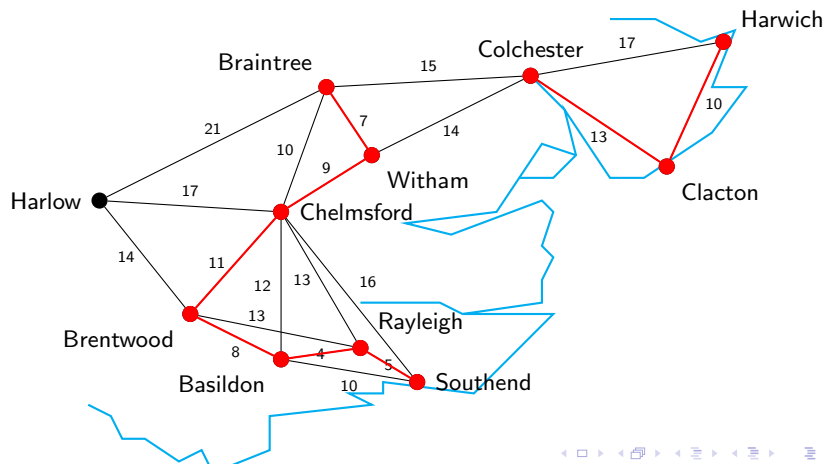 Harwich
17
Colchester
Braintree
15
10
21
7
14
13
10
9
Witham
17
Clacton
Harlow
Chelmsford
14
11
12
13
16
13
Rayleigh
Brentwood
8
4
5
Basildon
10
Southend